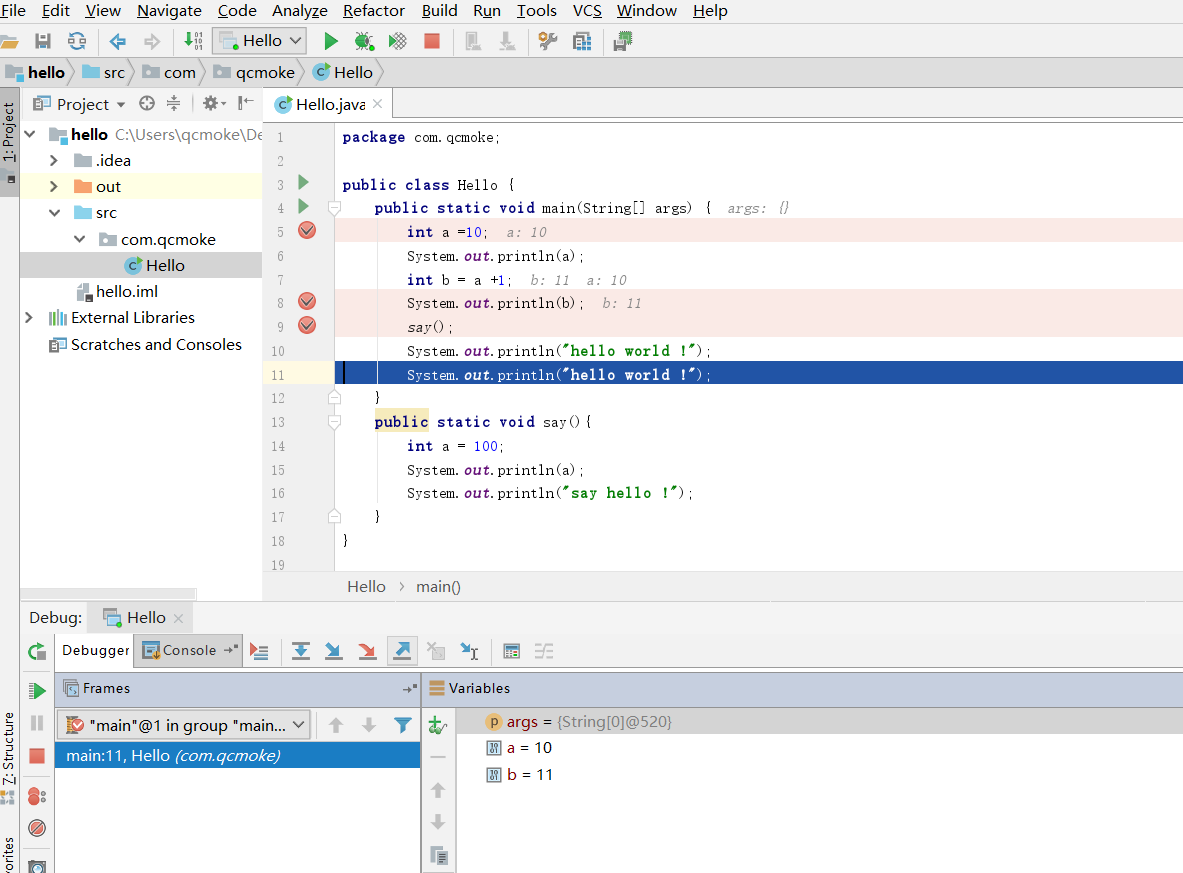 File Edit View Navigate Code Analyze Refactor Build Run Tools VCS Window Help
Hello
hello src com qcmoke Hello
1: Project
Project
Hello.java
hello C:\Users\qcmoke\De
.idea
out
src
com.qcmoke
Hello
hello.iml
External Libraries
Scratches and Consoles
1 package com.qcmoke;
2
3 public class Hello {
4 public static void main(String[] args) { args: {}
5 int a =10; a: 10
6 System.out.println(a);
7 int b = a +1; b: 11 a: 10
8 System.out.println(b); b: 11
9 say();
10 System.out.println("hello world !");
11 System.out.println("hello world !");
12 }
13 public static void say(){
14 int a = 100;
15 System.out.println(a);
16 System.out.println("say hello !");
17 }
18 }
19
Hello > main()
Debug: Hello
Debugger Console
Frames
Variables
"main"@1 in group "main...
main:11, Hello (com.qcmoke)
args = {String[0]@520}
a = 10
b = 11
7: Structure
vorites